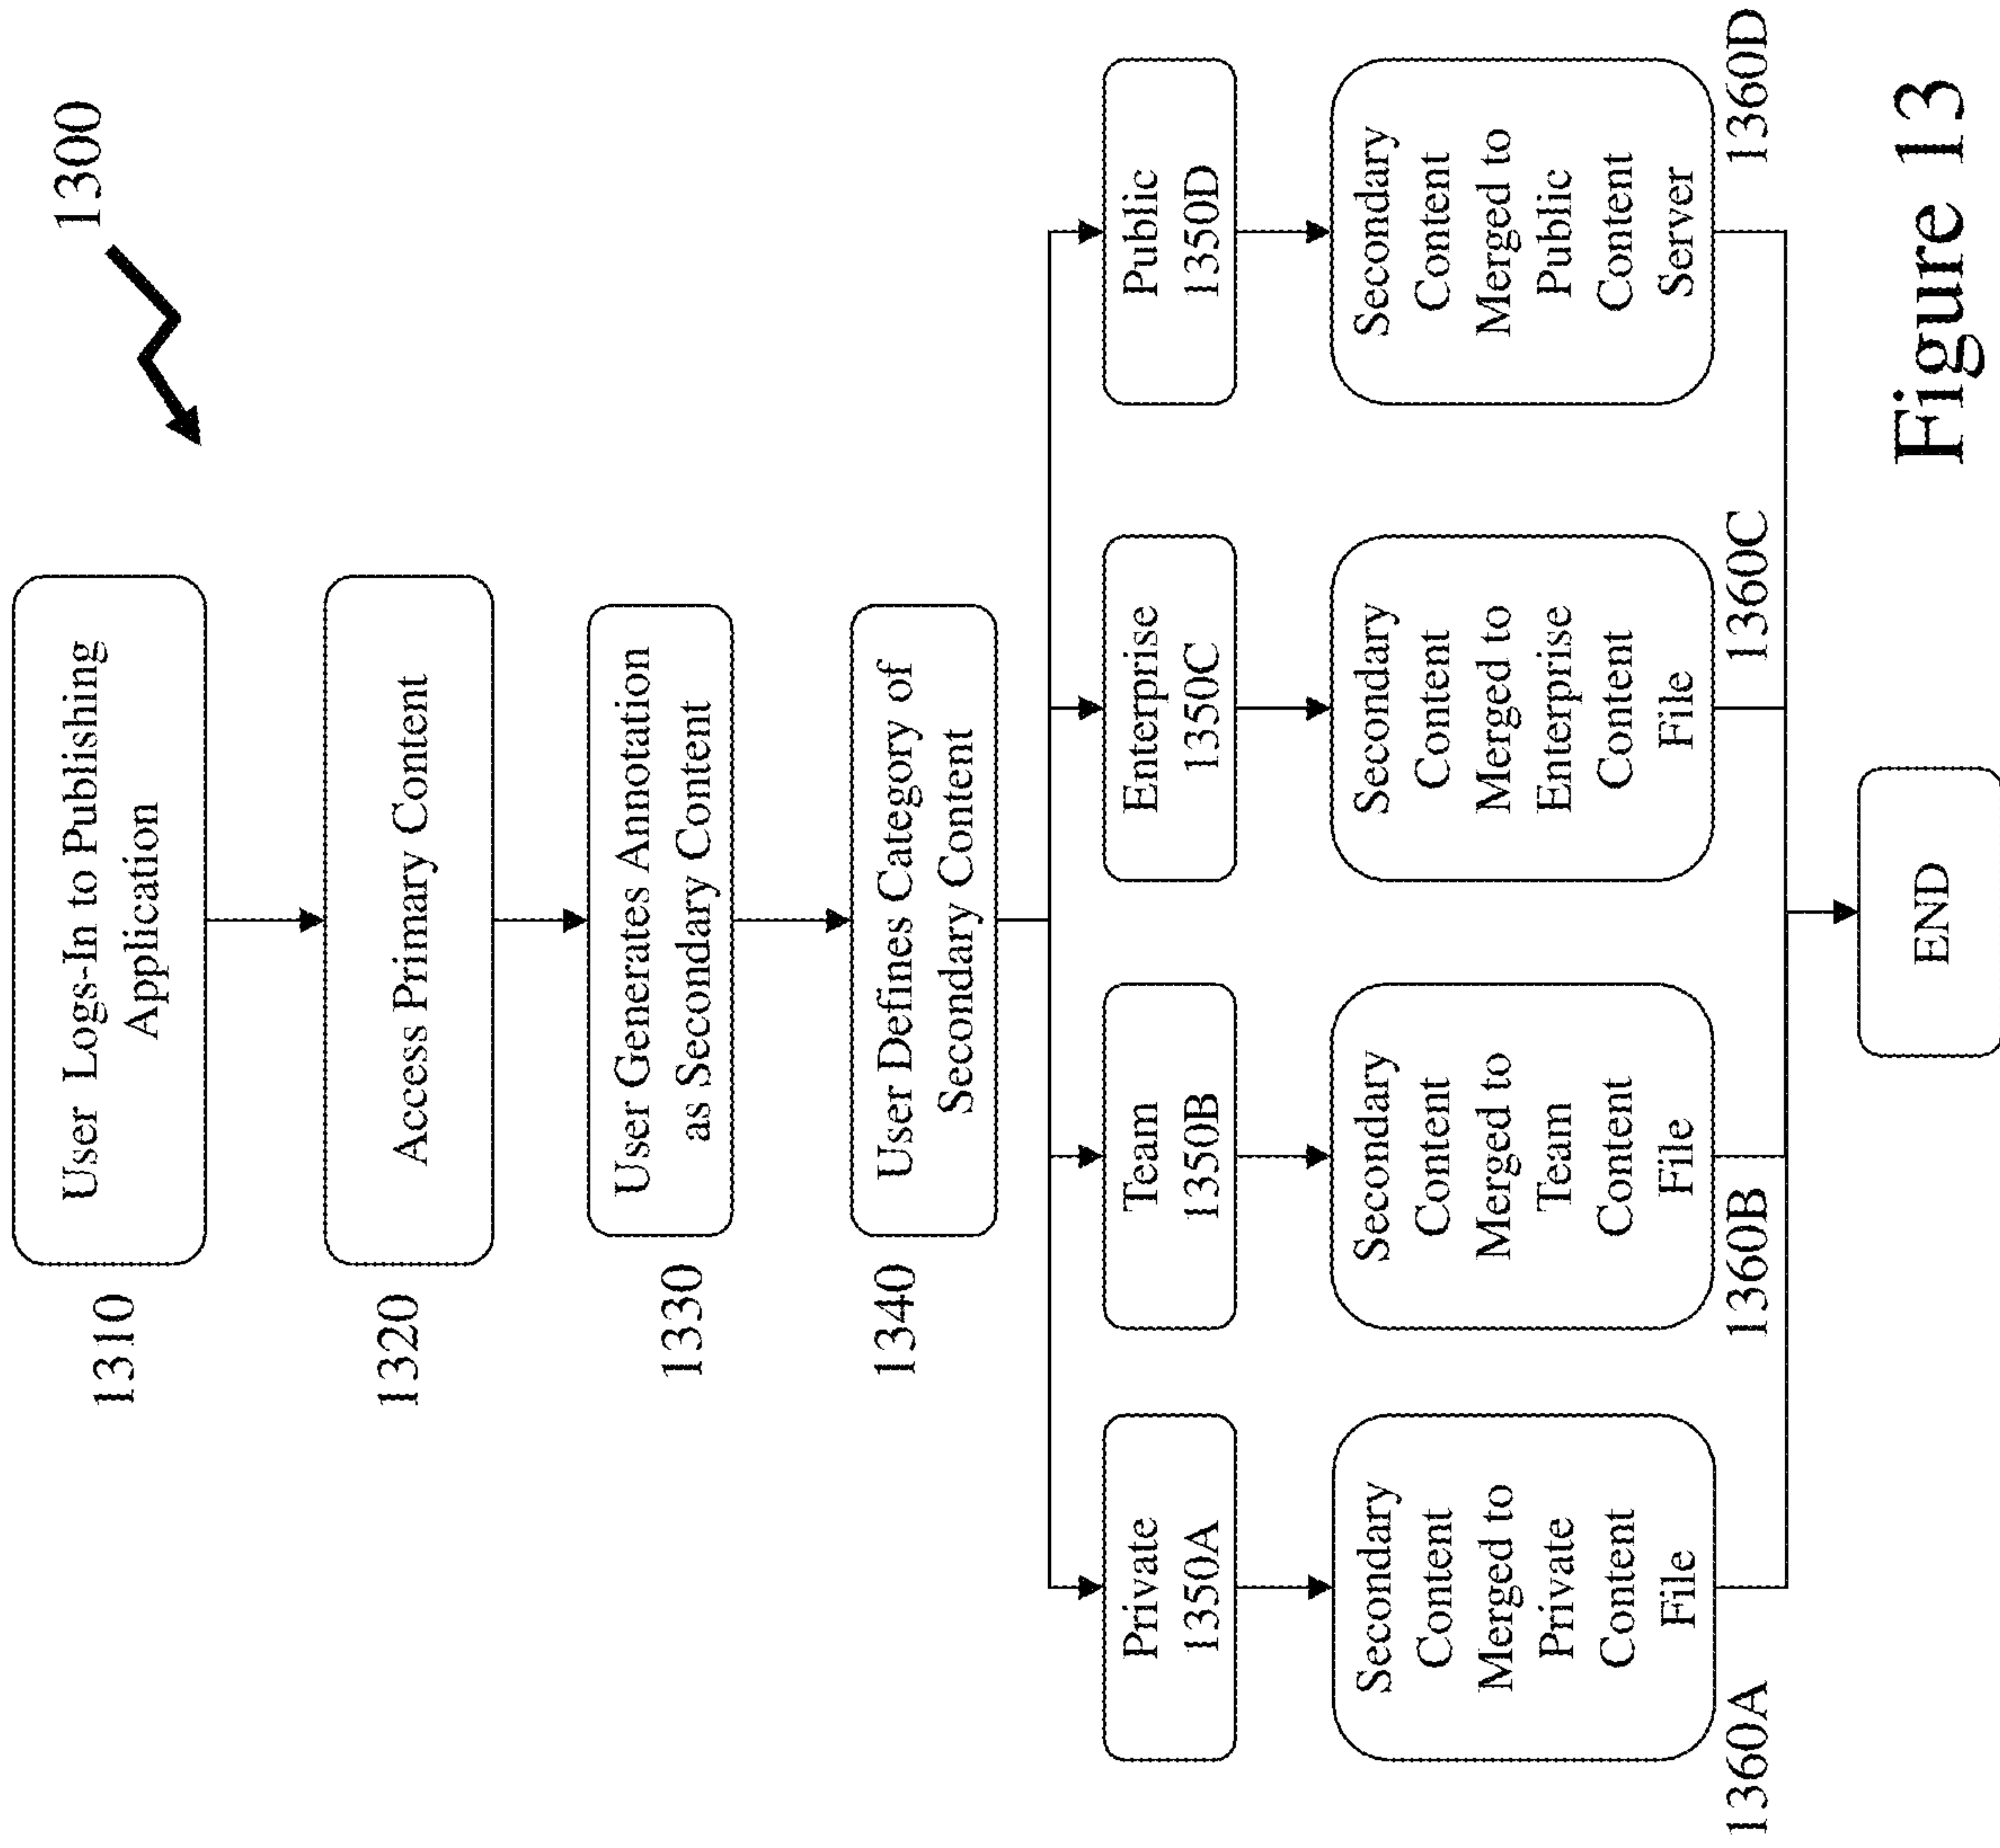 1300
1310
User Logs-In to Publishing
Application
1320
Access Primary Content
1330
User Generates Annotation
as Secondary Content
1340
User Defines Category of
Secondary Content
Private
1350A
Team
1350B
Enterprise
1350C
Public
1350D
Secondary
Content
Merged to
Private
Content
File
1360A
Secondary
Content
Merged to
Team
Content
File
1360B
Secondary
Content
Merged to
Enterprise
Content
File
1360C
Secondary
Content
Merged to
Public
Content
Server
1360D
END
Figure 13